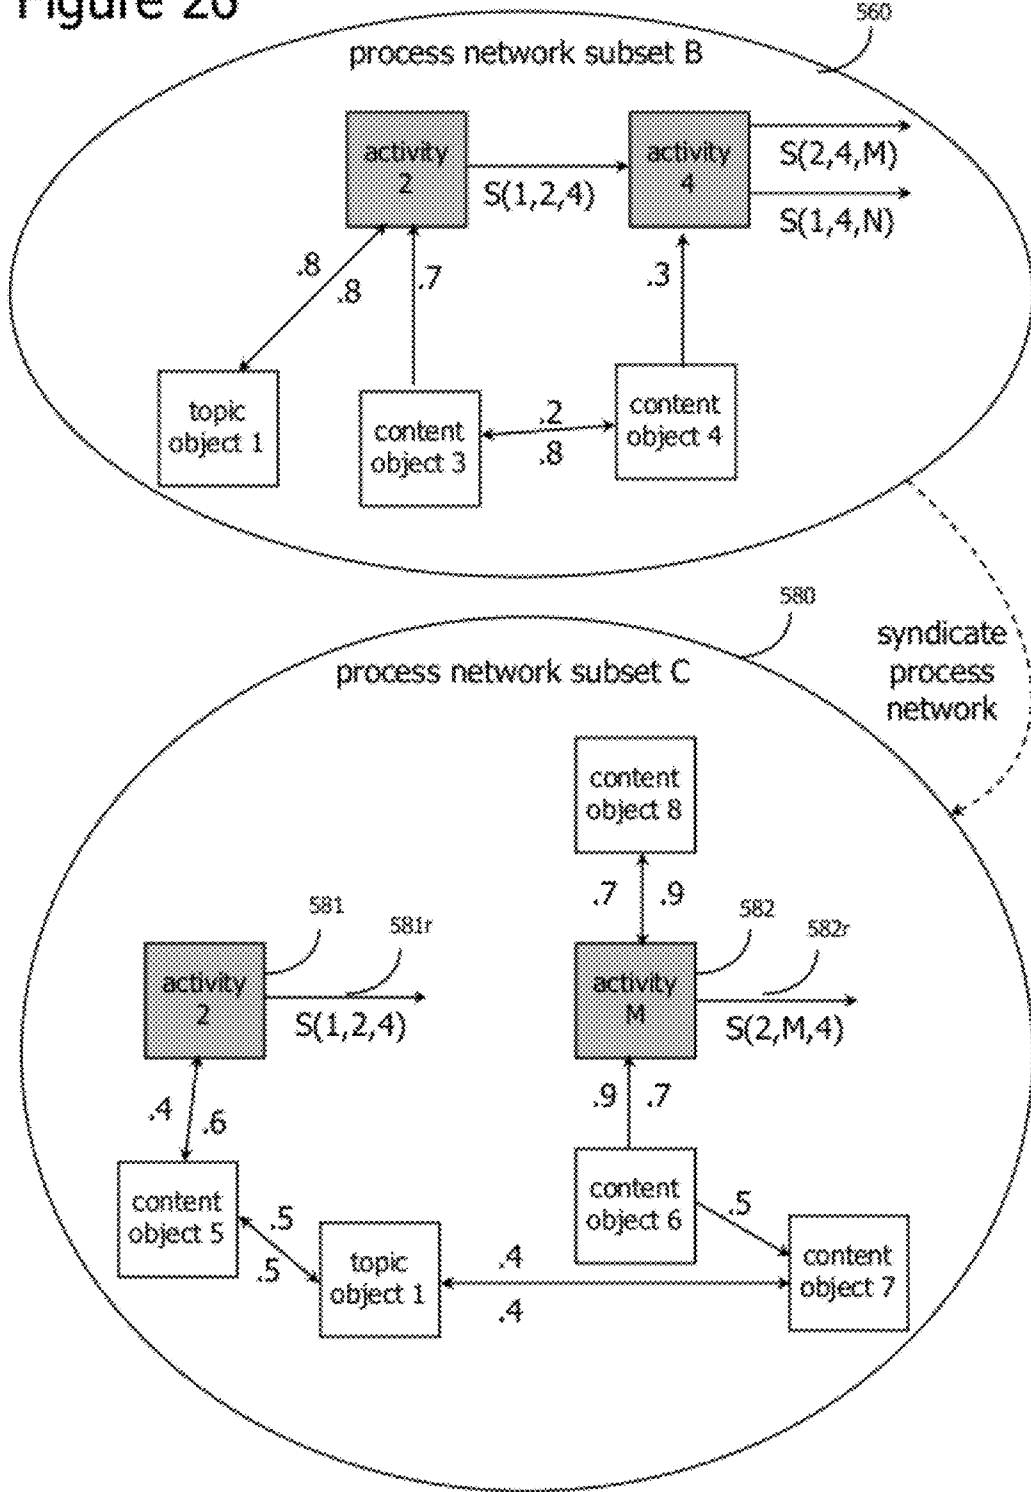 Figure 26
560
process network subset B
activity
2
S(1,2,4)
activity
4
S(2,4,M)
S(1,4,N)
.8
.8
.7
.3
topic
object 1
content
object 3
.2
.8
content
object 4
580
process network subset C
syndicate
process
network
content
object 8
.7
.9
activity
2
581
581r
S(1,2,4)
activity
M
582
582r
S(2,M,4)
.4
.6
.9
.7
content
object 5
.5
.5
topic
object 1
.4
.4
content
object 6
.5
content
object 7